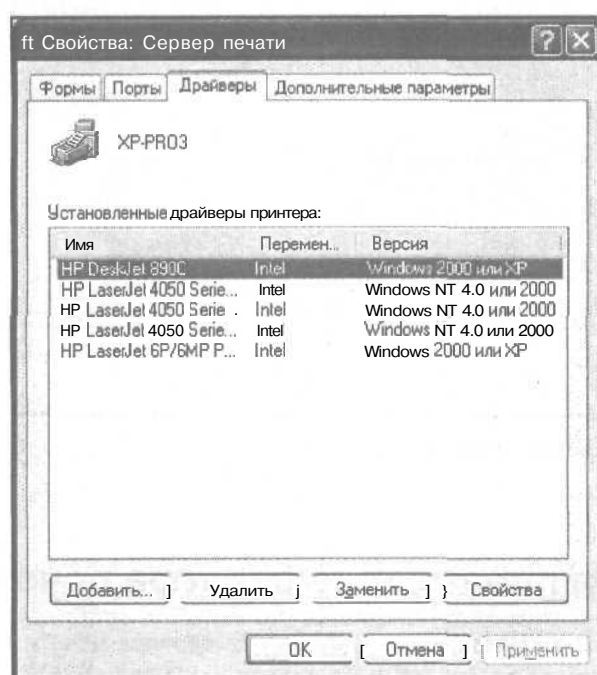 ft Свойства: Сервер печати ? X
Формы Порты Драйверы Дополнительные параметры
XP-PRO3
Установленные драйверы принтера:
Имя Перемен... Версия
HP DeskJet 890C Intel Windows 2000 или XP
HP LaserJet 4050 Serie... Intel Windows NT 4.0 или 2000
HP LaserJet 4050 Serie . Intel Windows NT 4.0 или 2000
HP LaserJet 4050 Serie... Intel Windows NT 4.0 или 2000
HP LaserJet 6P/6MP P... Intel Windows 2000 или XP
Добавить... ] Удалить j Заменить ] } Свойства
OK [ Отмена ] | Применить